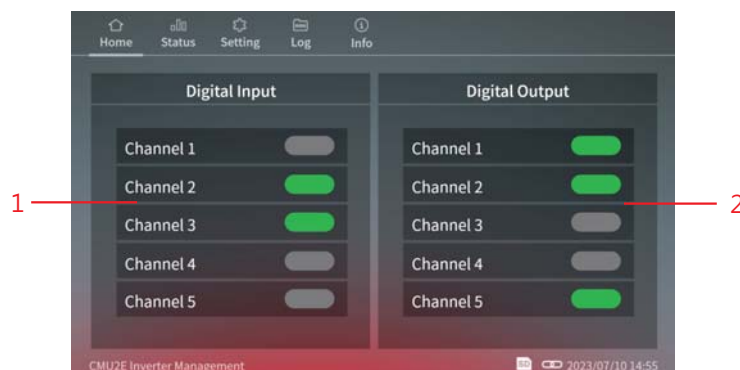 Home Status Setting Log Info
Digital Input
Digital Output
Channel 1
Channel 2
Channel 3
Channel 4
Channel 5
Channel 1
Channel 2
Channel 3
Channel 4
Channel 5
1
2
CMU2E Inverter Management
SD 2023/07/10 14:55